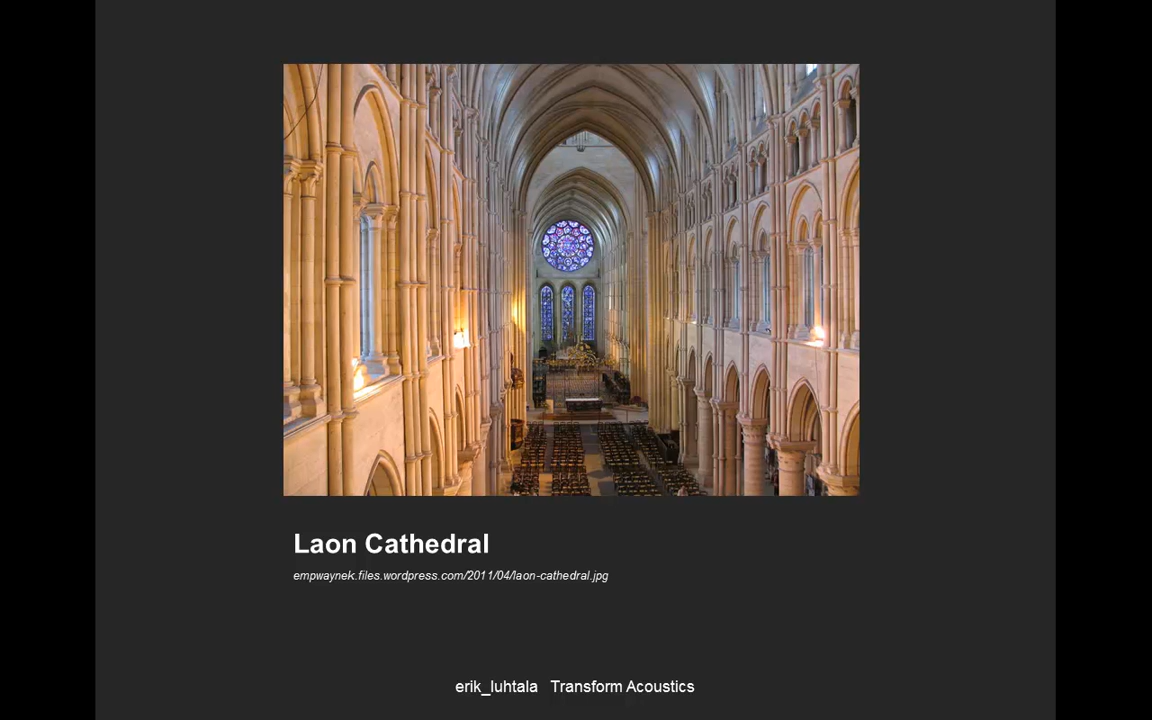 Laon Cathedral
empwaynek.files.wordpress.com/2011/04/laon-cathedral.jpg
erik_luhtala Transform Acoustics